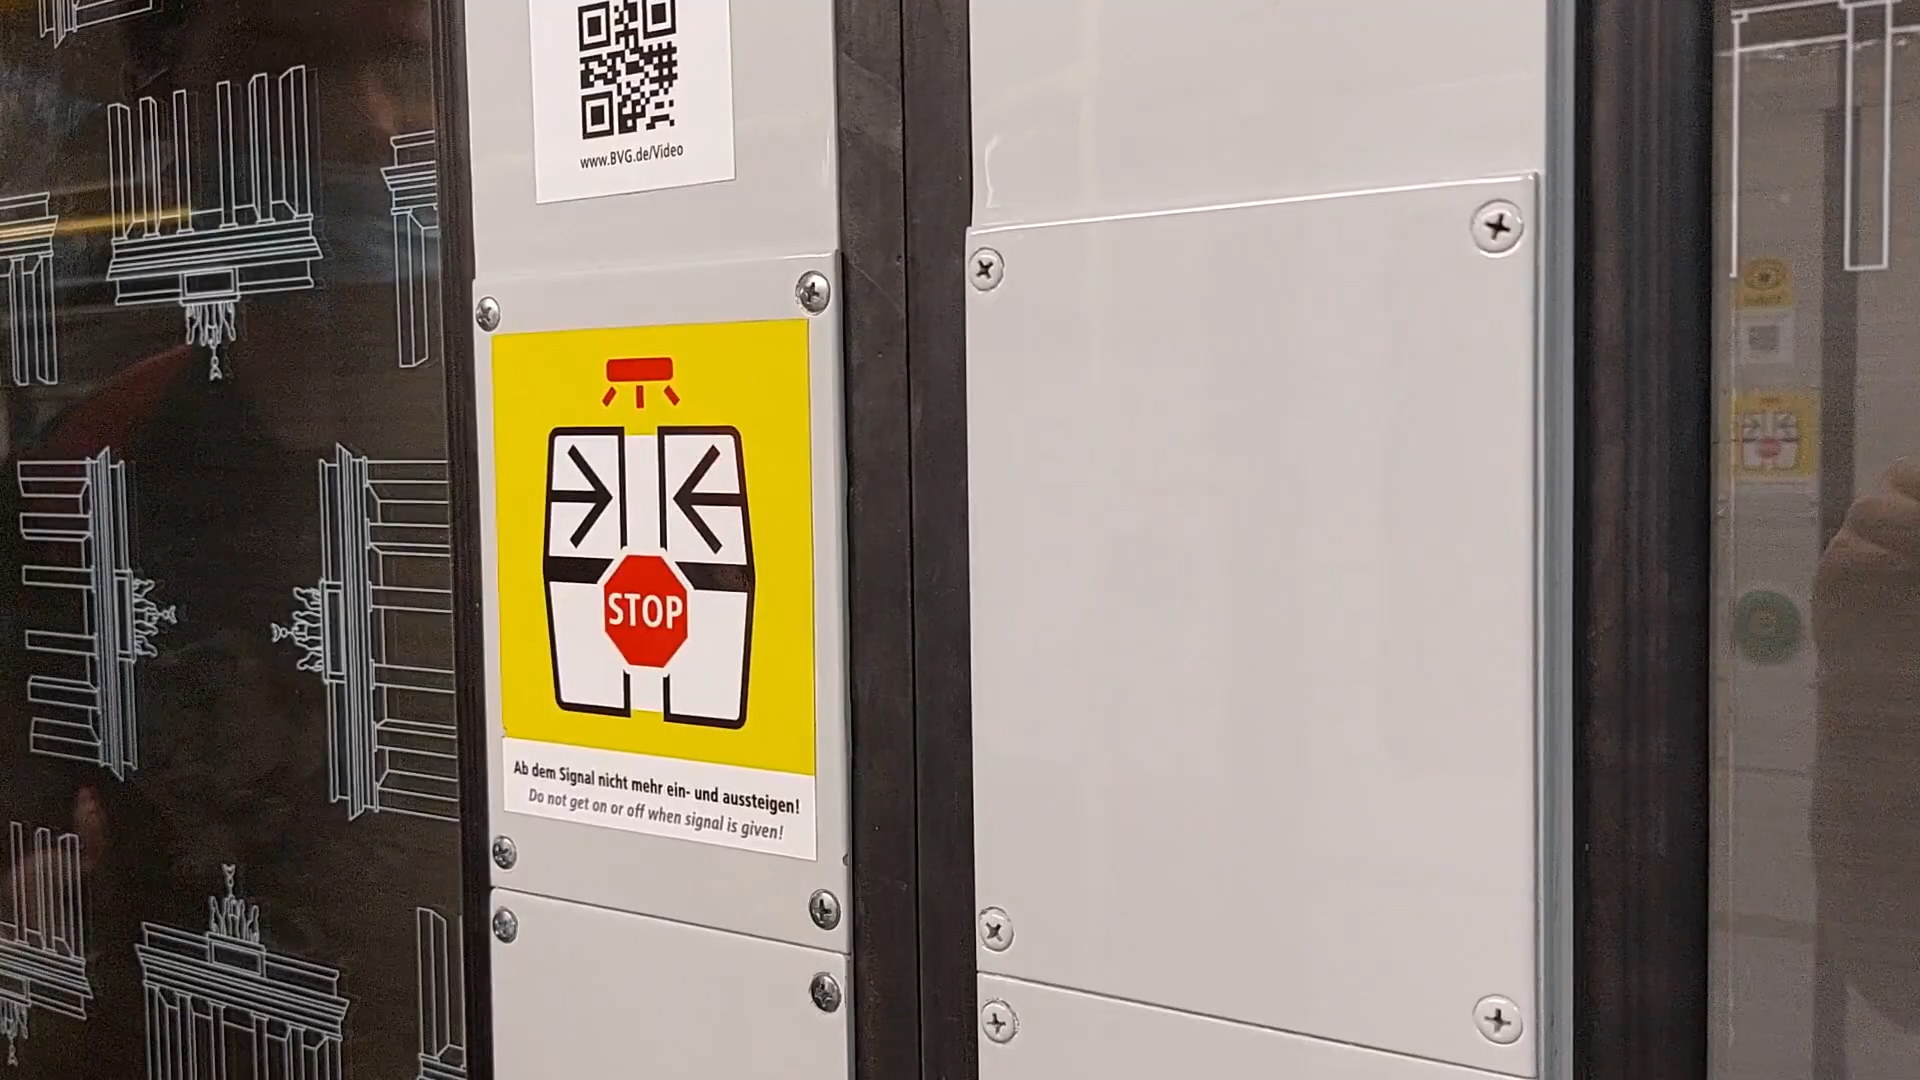 www.BVG.de/Video
STOP
Ab dem Signal nicht mehr ein- und aussteigen!
Do not get on or off when signal is given!